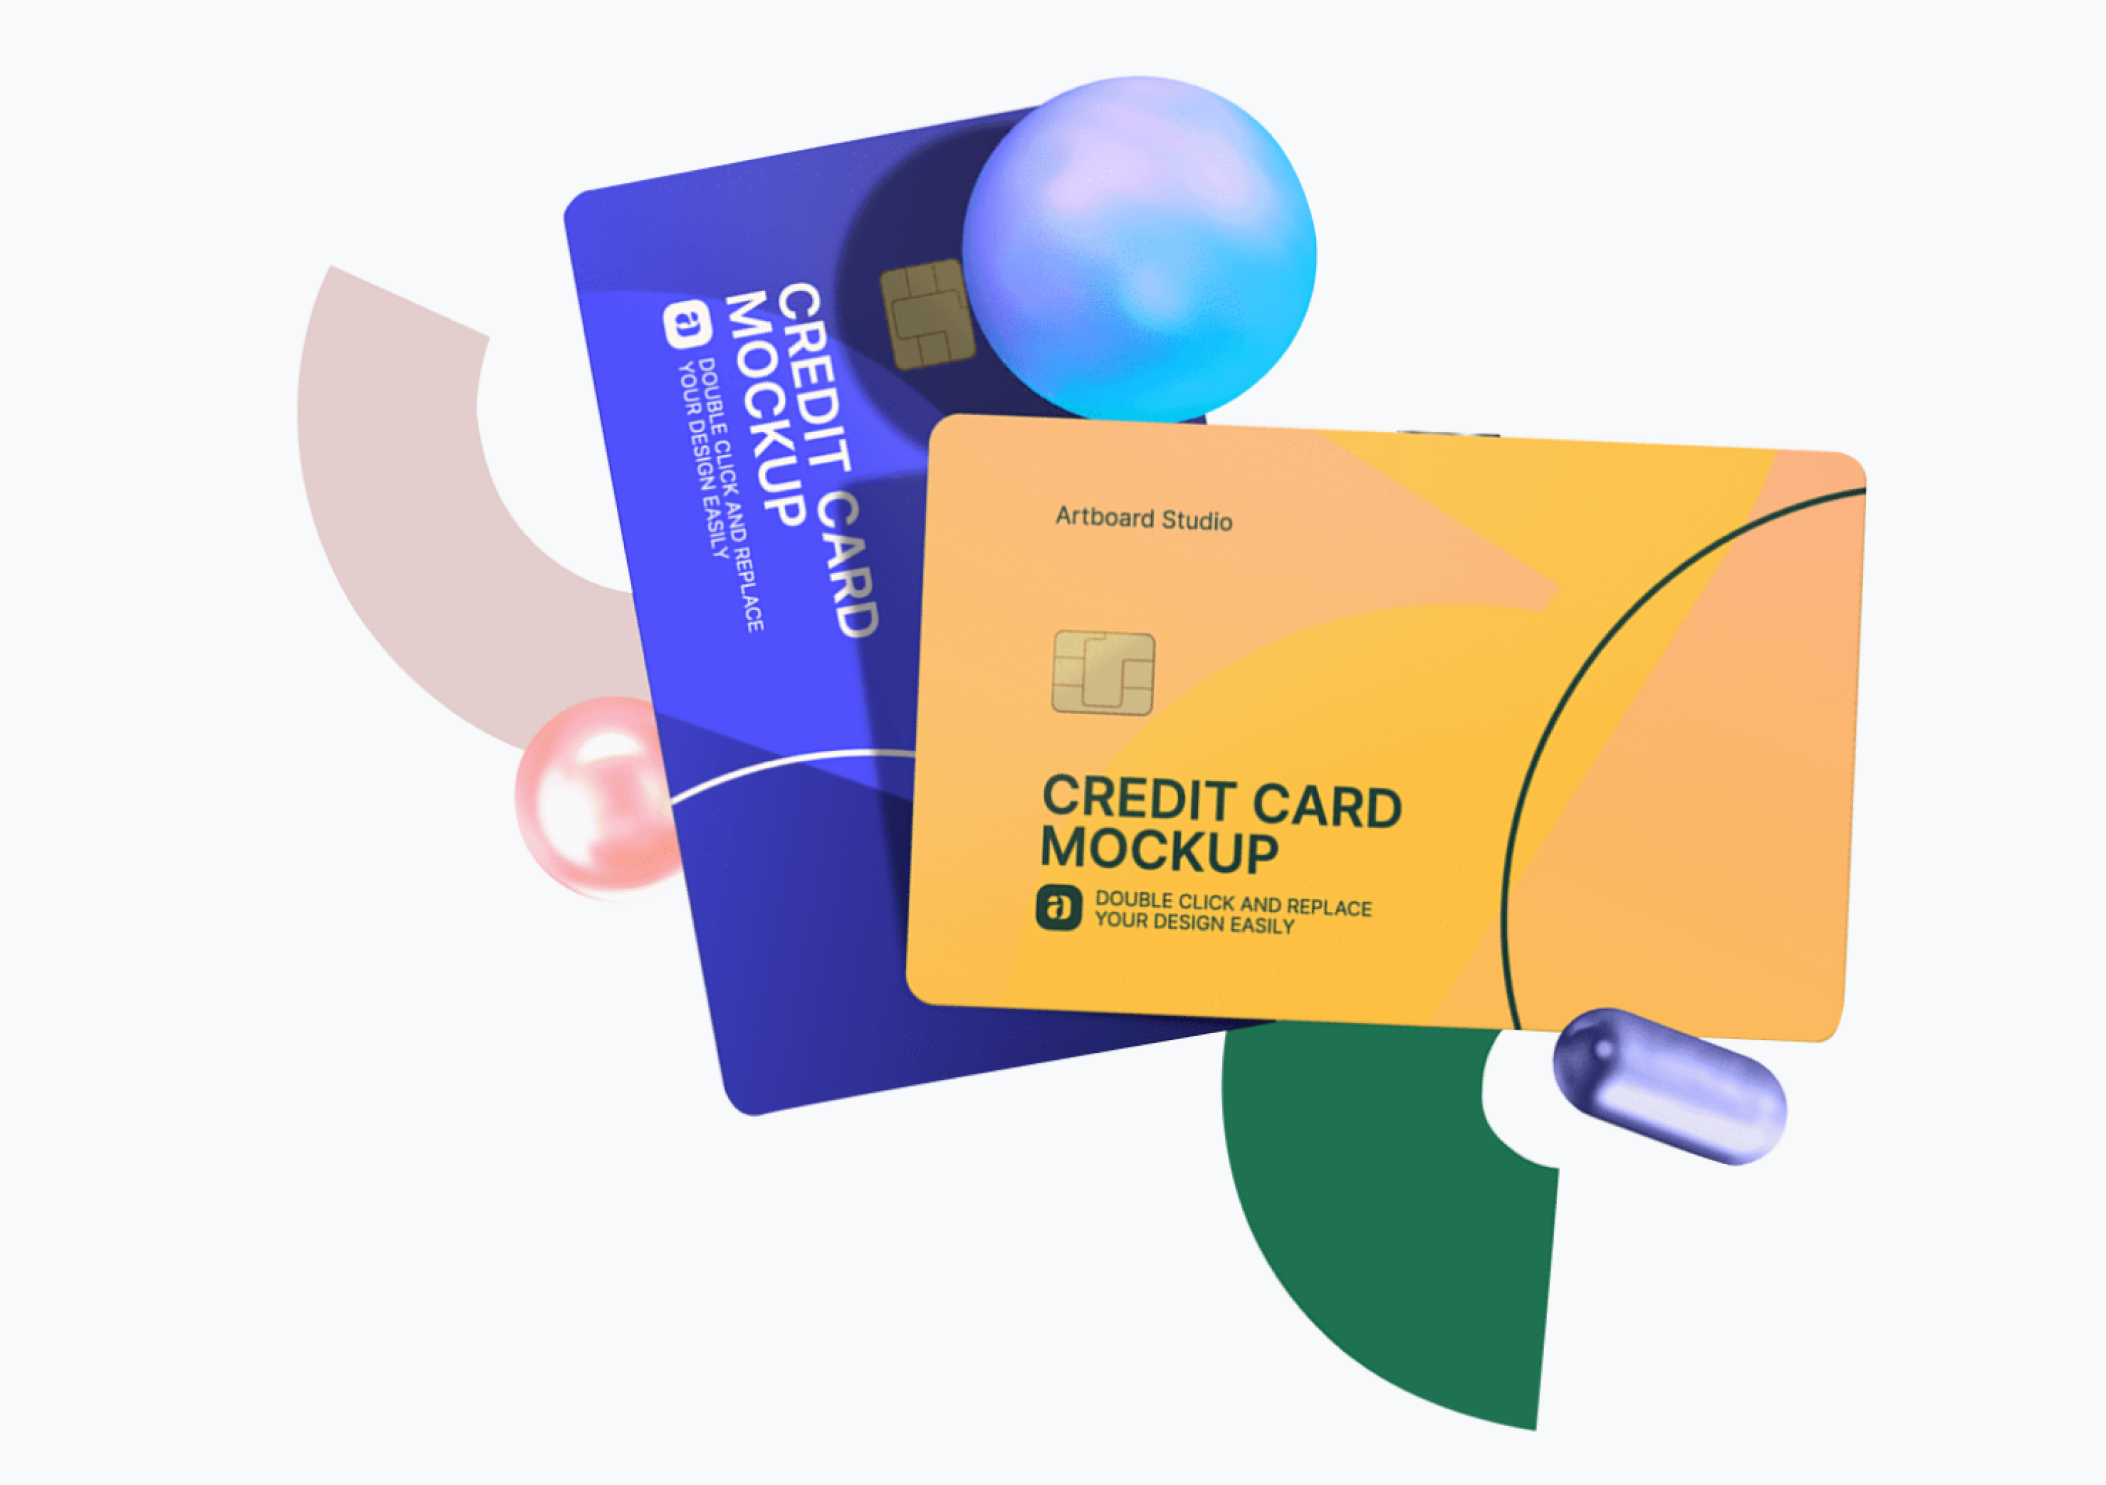 CREDIT CARD
MOCKUP
a
DOUBLE CLICK AND REPLACE
YOUR DESIGN EASILY
Artboard Studio
CREDIT CARD
MOCKUP
a
DOUBLE CLICK AND REPLACE
YOUR DESIGN EASILY